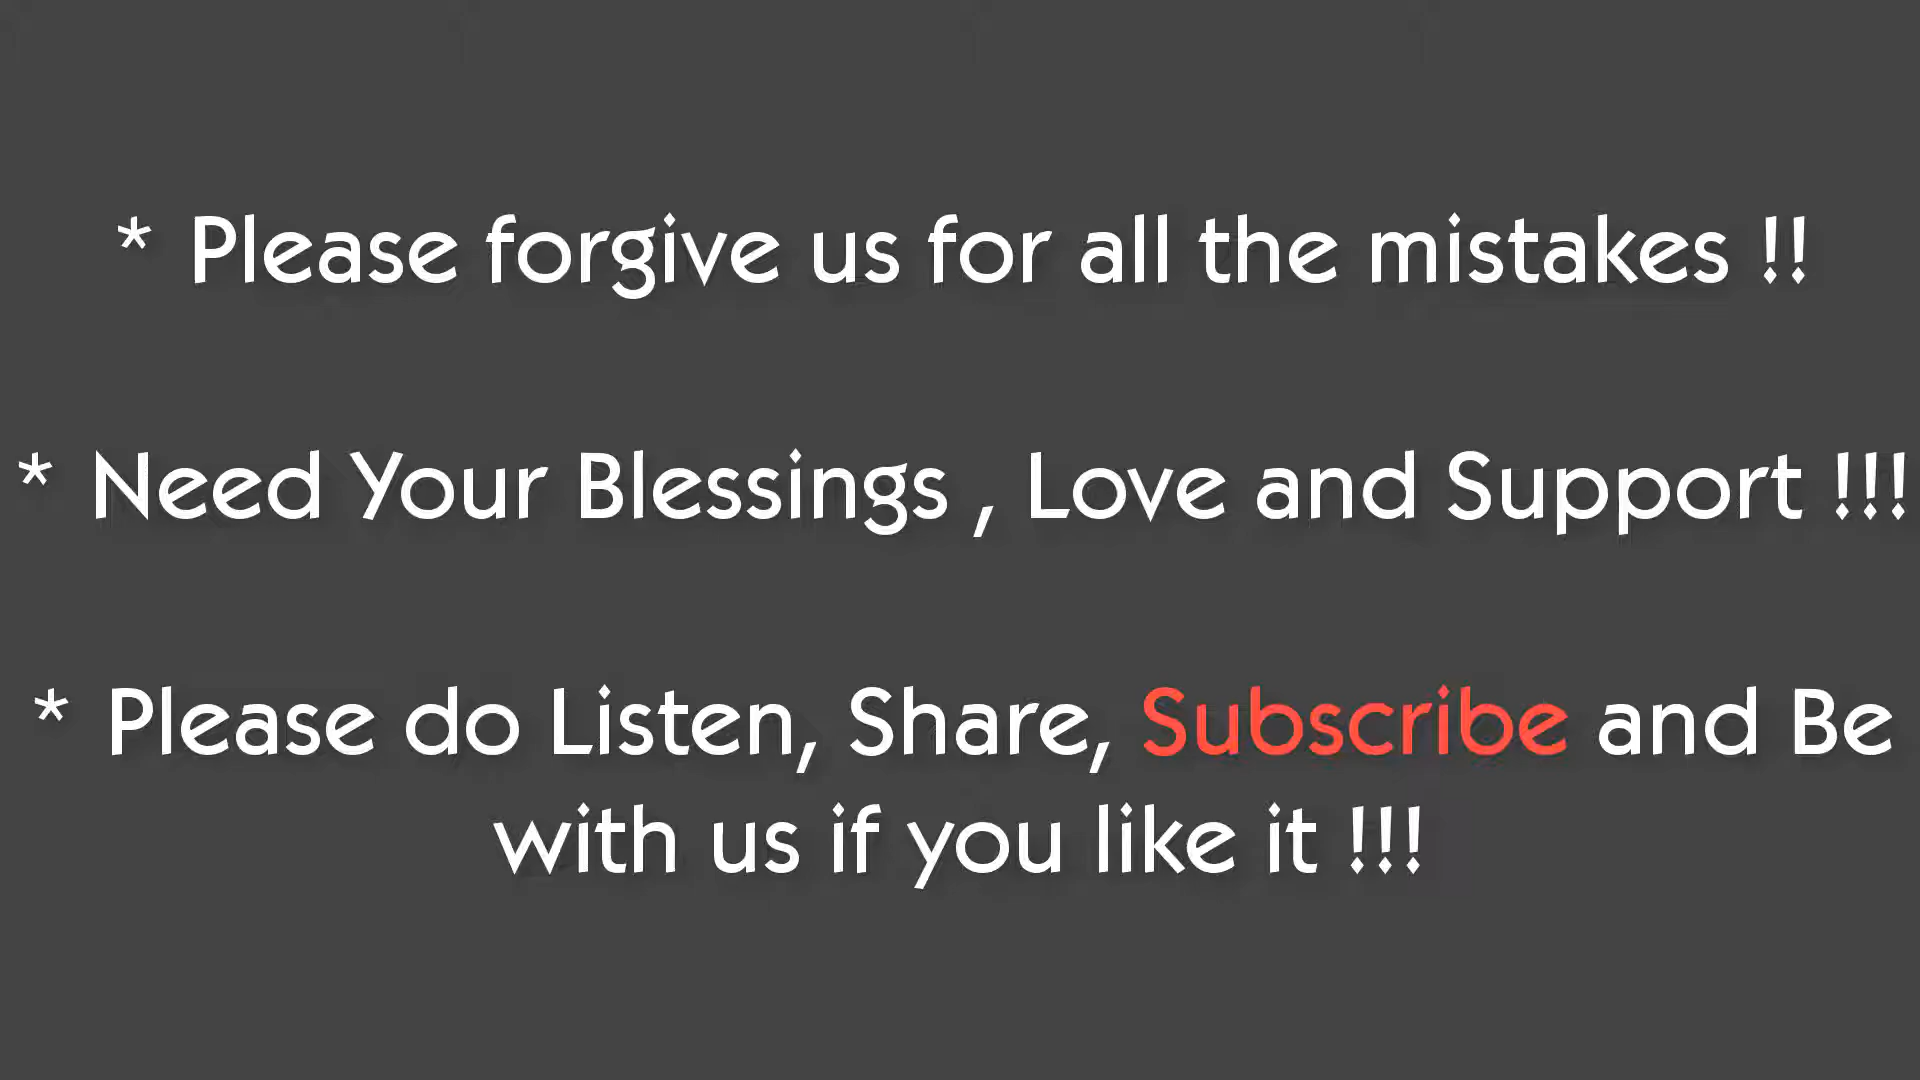 * Please forgive us for all the mistakes !!
* Need Your Blessings , Love and Support !!!
* Please do Listen, Share, Subscribe and Be
with us if you like it !!!